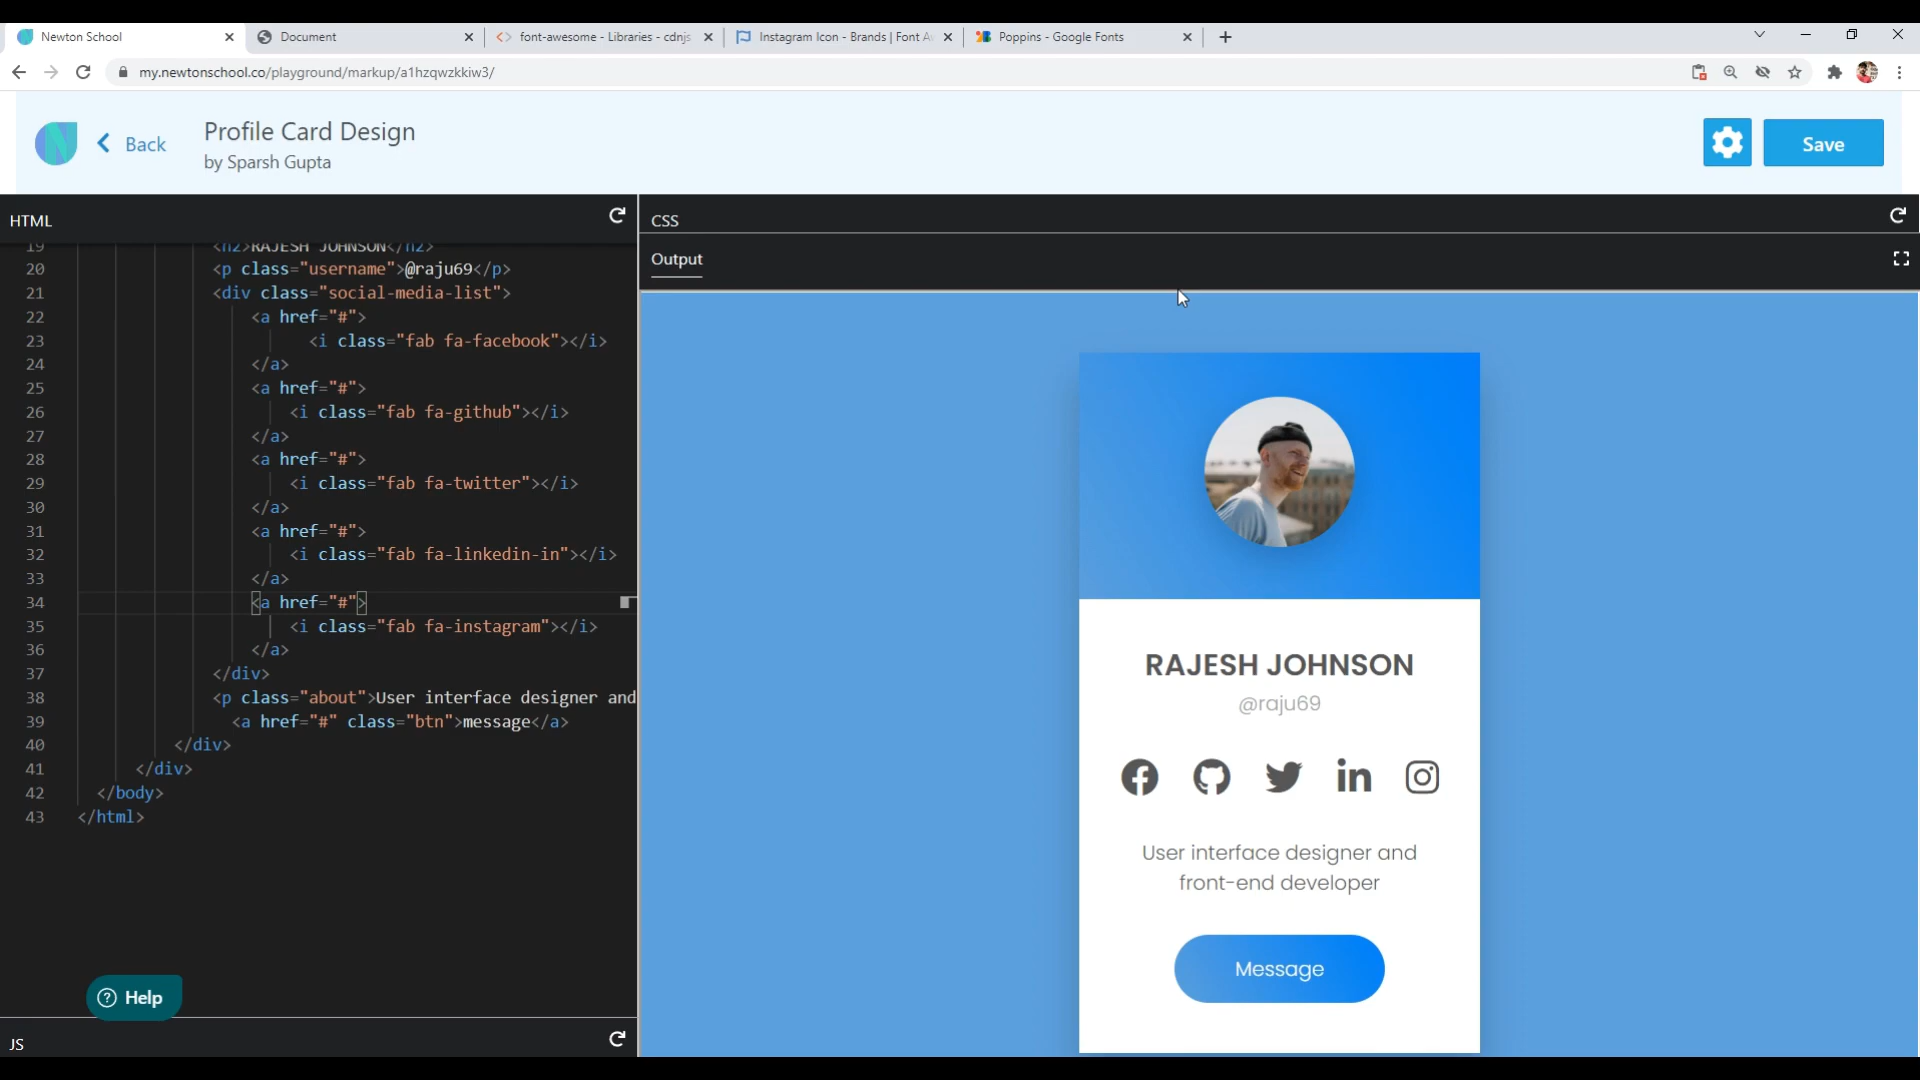 Newton School
Document
font-awesome - Libraries - cdnjs
Instagram Icon - Brands | Font A
Poppins - Google Fonts
my.newtonschool.co/playground/markup/a1hzqwzkkiw3/
Back
Profile Card Design
by Sparsh Gupta
Save
HTML
19 <h2>RAJESH JOHNSON</h2>
20 <p class="username">@raju69</p>
21 <div class="social-media-list">
22 <a href="#">
23 <i class="fab fa-facebook"></i>
24 </a>
25 <a href="#">
26 <i class="fab fa-github"></i>
27 </a>
28 <a href="#">
29 <i class="fab fa-twitter"></i>
30 </a>
31 <a href="#">
32 <i class="fab fa-linkedin-in"></i>
33 </a>
34 <a href="#">
35 <i class="fab fa-instagram"></i>
36 </a>
37 </div>
38 <p class="about">User interface designer and
39 <a href="#" class="btn">message</a>
40 </div>
41 </div>
42 </body>
43 </html>
Help
JS
CSS
Output
RAJESH JOHNSON
@raju69
in
User interface designer and
front-end developer
Message